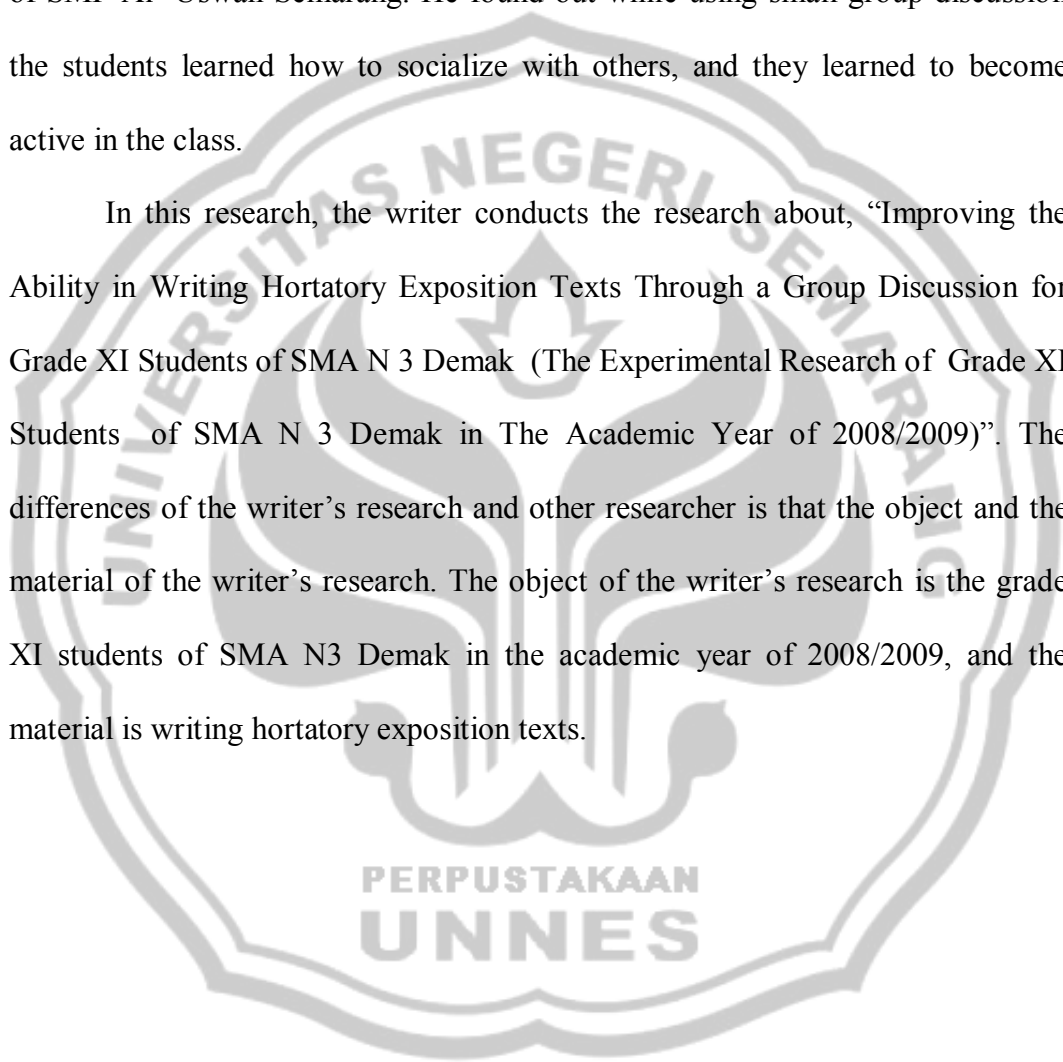 of SMP Al- Uswah Semarang. He found out while using small group discussion
the students learned how to socialize with others, and they learned to become
active in the class.
In this research, the writer conducts the research about, “Improving the
Ability in Writing Hortatory Exposition Texts Through a Group Discussion for
Grade XI Students of SMA N 3 Demak (The Experimental Research of Grade XI
Students of SMA N 3 Demak in The Academic Year of 2008/2009)”. The
differences of the writer’s research and other researcher is that the object and the
material of the writer’s research. The object of the writer’s research is the grade
XI students of SMA N3 Demak in the academic year of 2008/2009, and the
material is writing hortatory exposition texts.
UNIVERSITAS NEGERI SEMARANG
PERPUSTAKAAN
UNNES